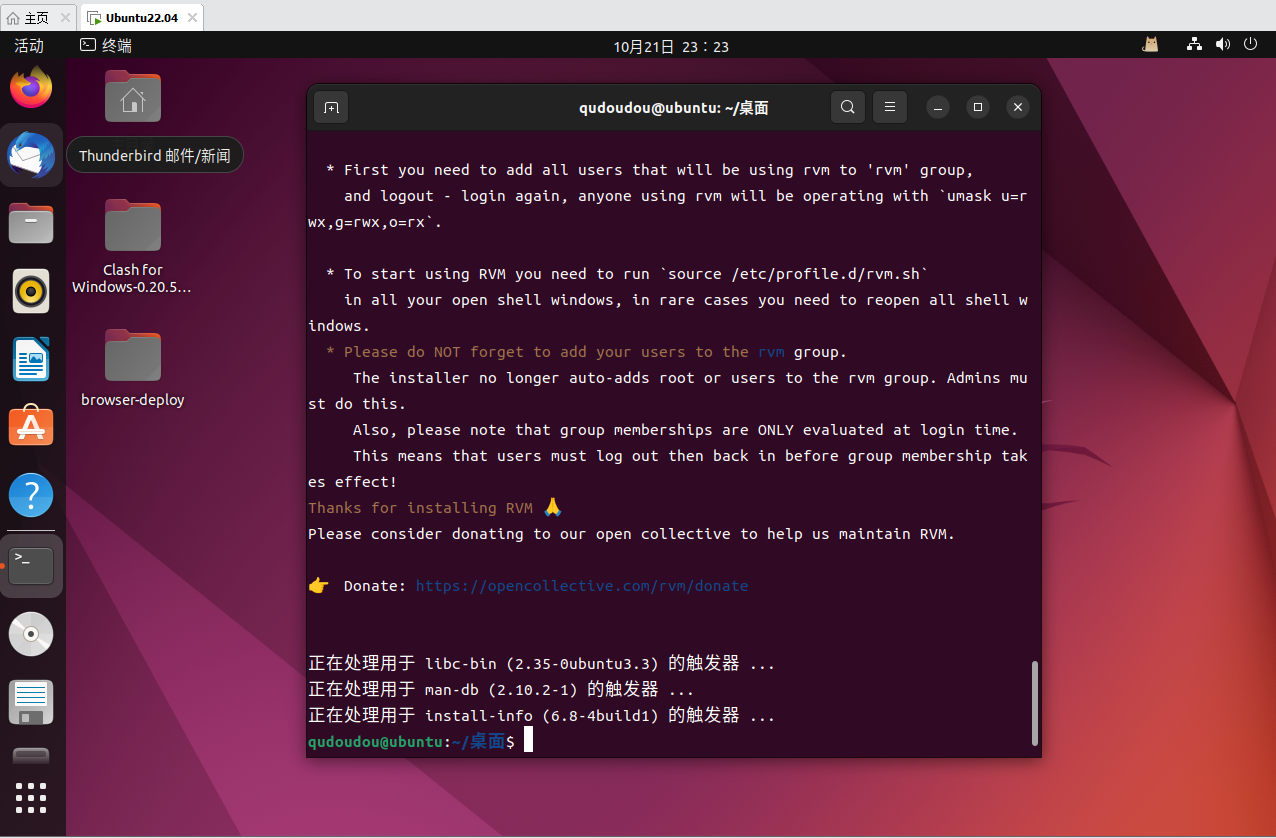 主页
Ubuntu22.04
活动
终端
10月21日 23：23
Thunderbird 邮件/新闻
Clash for
Windows-0.20.5…
browser-deploy
qudoudou@ubuntu: ~/桌面
* First you need to add all users that will be using rvm to 'rvm' group,
and logout - login again, anyone using rvm will be operating with `umask u=r
wx,g=rwx,o=rx`.
* To start using RVM you need to run `source /etc/profile.d/rvm.sh`
in all your open shell windows, in rare cases you need to reopen all shell w
indows.
* Please do NOT forget to add your users to the rvm group.
The installer no longer auto-adds root or users to the rvm group. Admins mu
st do this.
Also, please note that group memberships are ONLY evaluated at login time.
This means that users must log out then back in before group membership tak
es effect!
Thanks for installing RVM 🙏
Please consider donating to our open collective to help us maintain RVM.
👉 Donate: https://opencollective.com/rvm/donate
正在处理用于 libc-bin (2.35-0ubuntu3.3) 的触发器 ...
正在处理用于 man-db (2.10.2-1) 的触发器 ...
正在处理用于 install-info (6.8-4build1) 的触发器 ...
qudoudou@ubuntu:~/桌面$